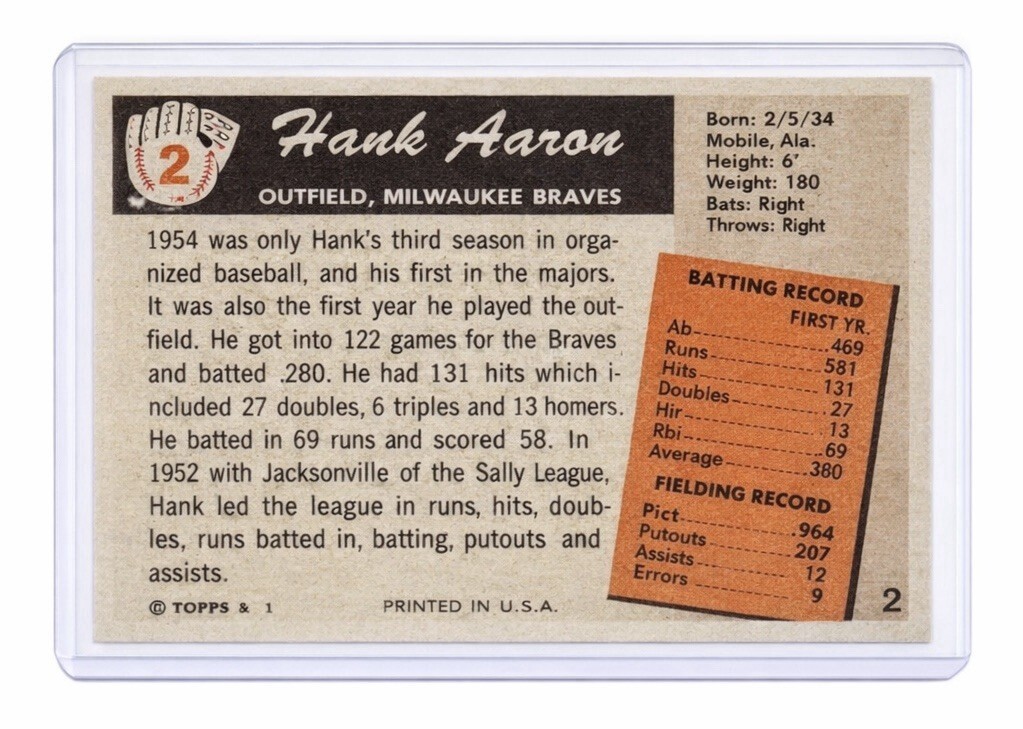 2
Hank Aaron
OUTFIELD, MILWAUKEE BRAVES
Born: 2/5/34
Mobile, Ala.
Height: 6'
Weight: 180
Bats: Right
Throws: Right
1954 was only Hank's third season in orga-
nized baseball, and his first in the majors.
It was also the first year he played the out-
field. He got into 122 games for the Braves
and batted .280. He had 131 hits which i-
ncluded 27 doubles, 6 triples and 13 homers.
He batted in 69 runs and scored 58. In
1952 with Jacksonville of the Sally League,
Hank led the league in runs, hits, doub-
les, runs batted in, batting, putouts and
assists.
BATTING RECORD
FIRST YR.
Ab 469
Runs 581
Hits 131
Doubles 27
Hir 13
Rbi 69
Average .380
FIELDING RECORD
Pict .964
Putouts 207
Assists 12
Errors 9
© TOPPS & 1
PRINTED IN U.S.A.
2